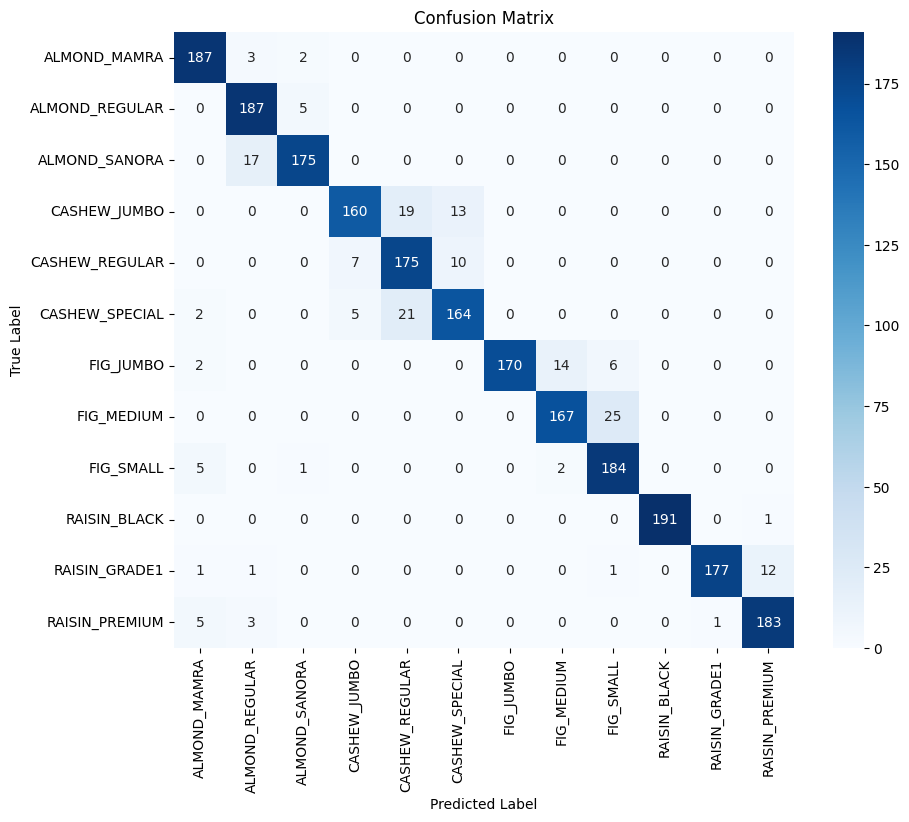 Confusion Matrix
ALMOND_MAMRA 187 3 2 0 0 0 0 0 0 0 0 0
ALMOND_REGULAR 0 187 5 0 0 0 0 0 0 0 0 0
ALMOND_SANORA 0 17 175 0 0 0 0 0 0 0 0 0
CASHEW_JUMBO 0 0 0 160 19 13 0 0 0 0 0 0
CASHEW_REGULAR 0 0 0 7 175 10 0 0 0 0 0 0
CASHEW_SPECIAL 2 0 0 5 21 164 0 0 0 0 0 0
FIG_JUMBO 2 0 0 0 0 0 170 14 6 0 0 0
FIG_MEDIUM 0 0 0 0 0 0 0 167 25 0 0 0
FIG_SMALL 5 0 1 0 0 0 0 2 184 0 0 0
RAISIN_BLACK 0 0 0 0 0 0 0 0 0 191 0 1
RAISIN_GRADE1 1 1 0 0 0 0 0 0 1 0 177 12
RAISIN_PREMIUM 5 3 0 0 0 0 0 0 0 0 1 183
True Label
ALMOND_MAMRA
ALMOND_REGULAR
ALMOND_SANORA
CASHEW_JUMBO
CASHEW_REGULAR
CASHEW_SPECIAL
FIG_JUMBO
FIG_MEDIUM
FIG_SMALL
RAISIN_BLACK
RAISIN_GRADE1
RAISIN_PREMIUM
Predicted Label
175
150
125
100
75
50
25
0